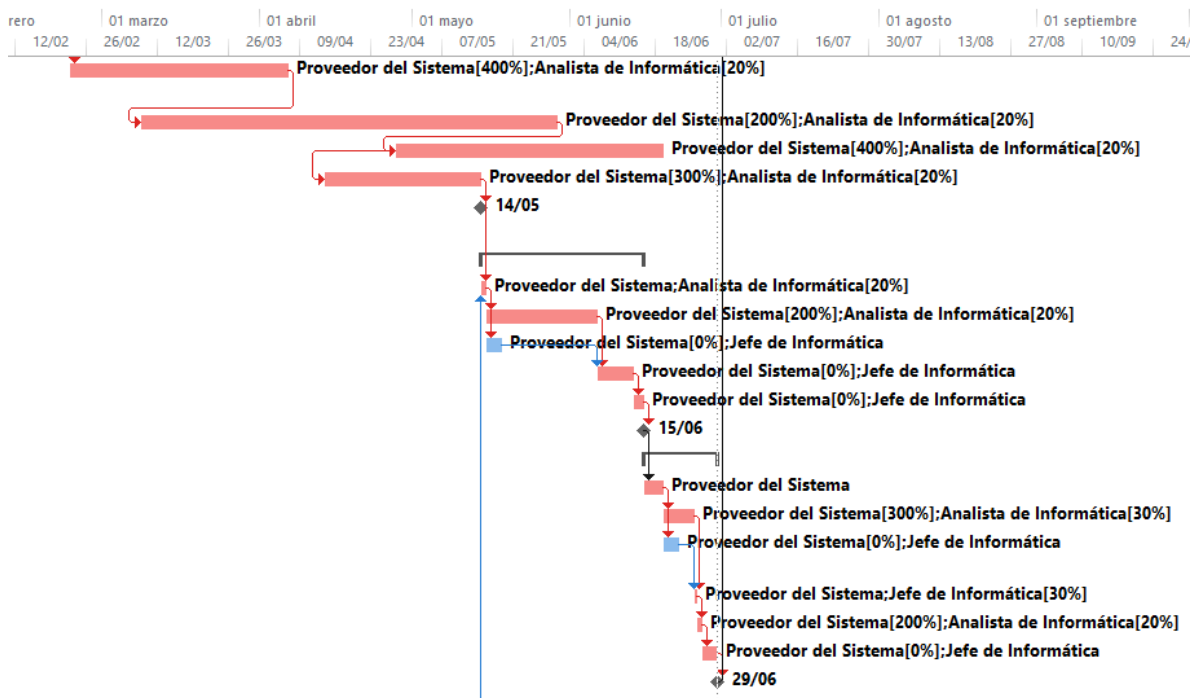 rero 01 marzo 01 abril 01 mayo 01 junio 01 julio 01 agosto 01 septiembre
12/02 26/02 12/03 26/03 09/04 23/04 07/05 21/05 04/06 18/06 02/07 16/07 30/07 13/08 27/08 10/09 24/
Proveedor del Sistema[400%];Analista de Informática[20%]
Proveedor del Sistema[200%];Analista de Informática[20%]
Proveedor del Sistema[400%];Analista de Informática[20%]
Proveedor del Sistema[300%];Analista de Informática[20%]
14/05
Proveedor del Sistema;Analista de Informática[20%]
Proveedor del Sistema[200%];Analista de Informática[20%]
Proveedor del Sistema[0%];Jefe de Informática
Proveedor del Sistema[0%];Jefe de Informática
Proveedor del Sistema[0%];Jefe de Informática
15/06
Proveedor del Sistema
Proveedor del Sistema[300%];Analista de Informática[30%]
Proveedor del Sistema[0%];Jefe de Informática
Proveedor del Sistema;Jefe de Informática[30%]
Proveedor del Sistema[200%];Analista de Informática[20%]
Proveedor del Sistema[0%];Jefe de Informática
29/06